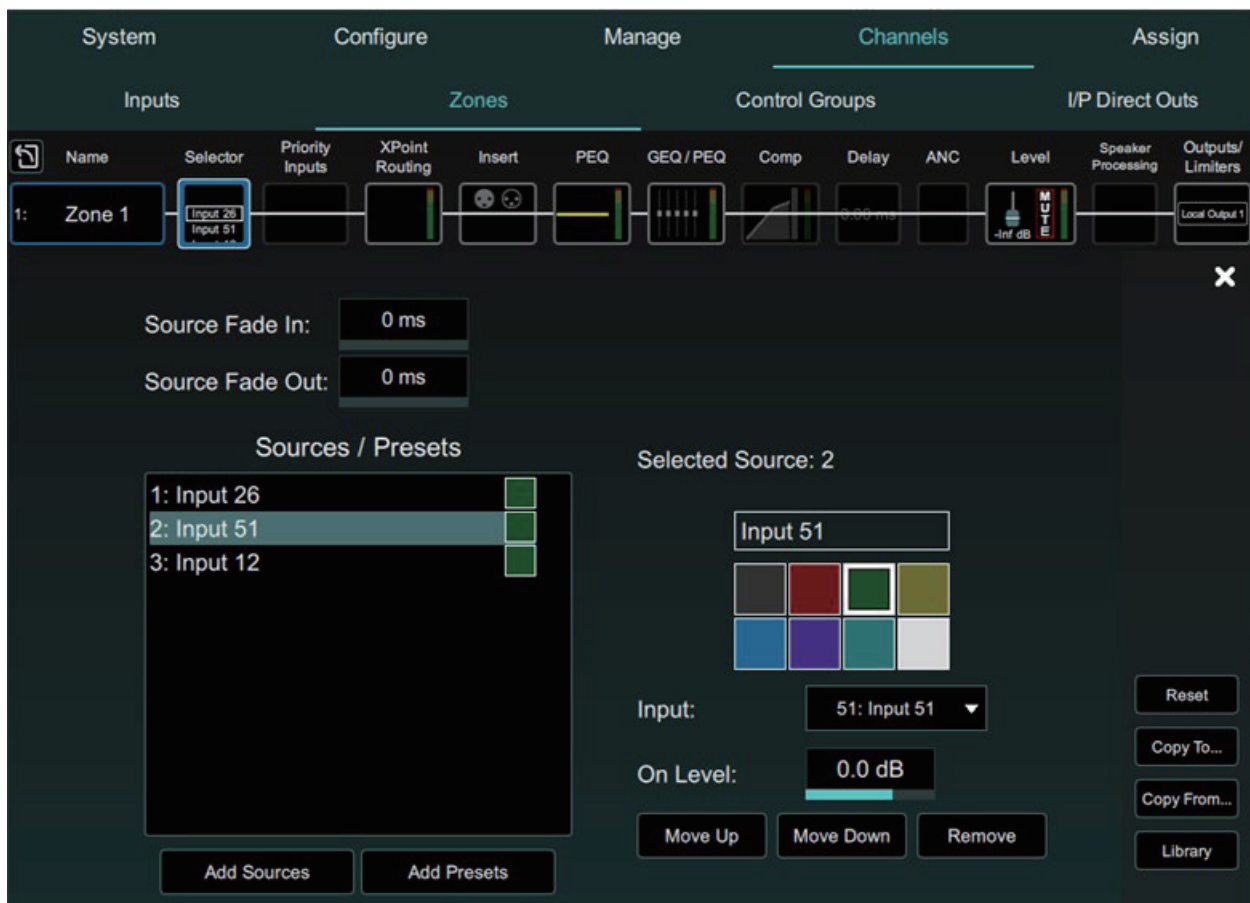 System Configure Manage Channels Assign
Inputs Zones Control Groups I/P Direct Outs
Name Selector Priority Inputs XPoint Routing Insert PEQ GEQ / PEQ Comp Delay ANC Level Speaker Processing Outputs/ Limiters
1: Zone 1 Input 26 Input 51 0.00 ms -Inf dB MUTE Local Output 1
Source Fade In: 0 ms
Source Fade Out: 0 ms
Sources / Presets
Selected Source: 2
1: Input 26
2: Input 51
3: Input 12
Input 51
Input: 51: Input 51
On Level: 0.0 dB
Move Up Move Down Remove
Add Sources Add Presets
Reset
Copy To...
Copy From...
Library